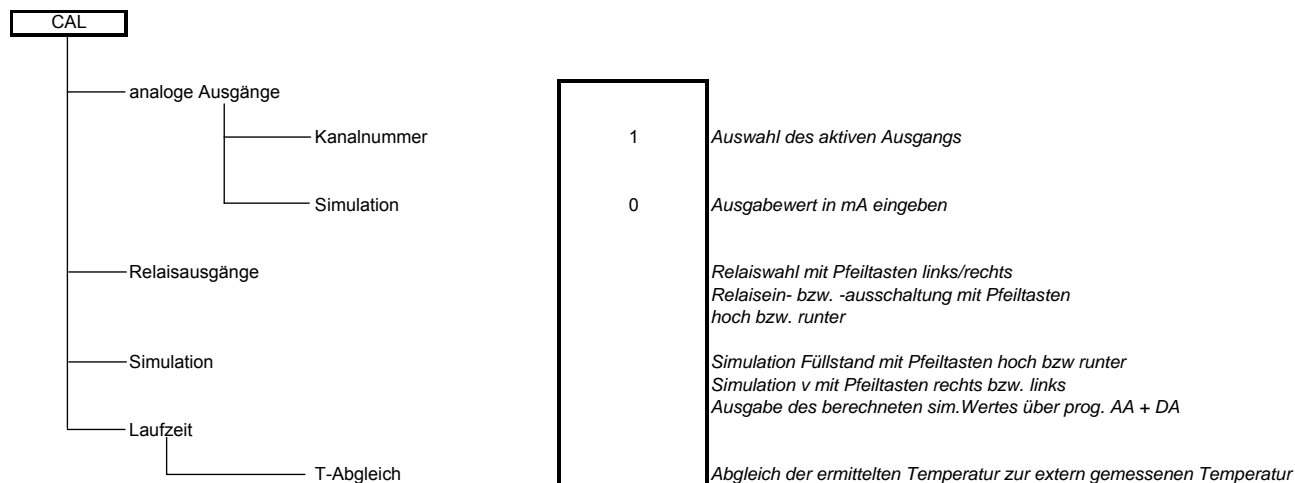 CAL
analoge Ausgänge
Kanalnummer 1 Auswahl des aktiven Ausgangs
Simulation 0 Ausgabewert in mA eingeben
Relaisausgänge Relaiswahl mit Pfeiltasten links/rechts
Relaisein- bzw. -ausschaltung mit Pfeiltasten
hoch bzw. runter
Simulation Simulation Füllstand mit Pfeiltasten hoch bzw runter
Simulation v mit Pfeiltasten rechts bzw. links
Ausgabe des berechneten sim.Wertes über prog. AA + DA
Laufzeit
T-Abgleich Abgleich der ermittelten Temperatur zur extern gemessenen Temperatur